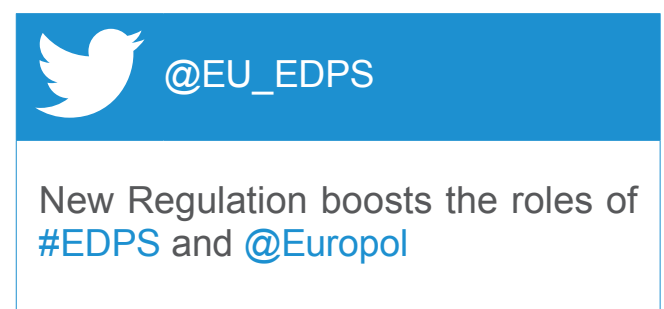 @EU_EDPS
New Regulation boosts the roles of
#EDPS and @Europol